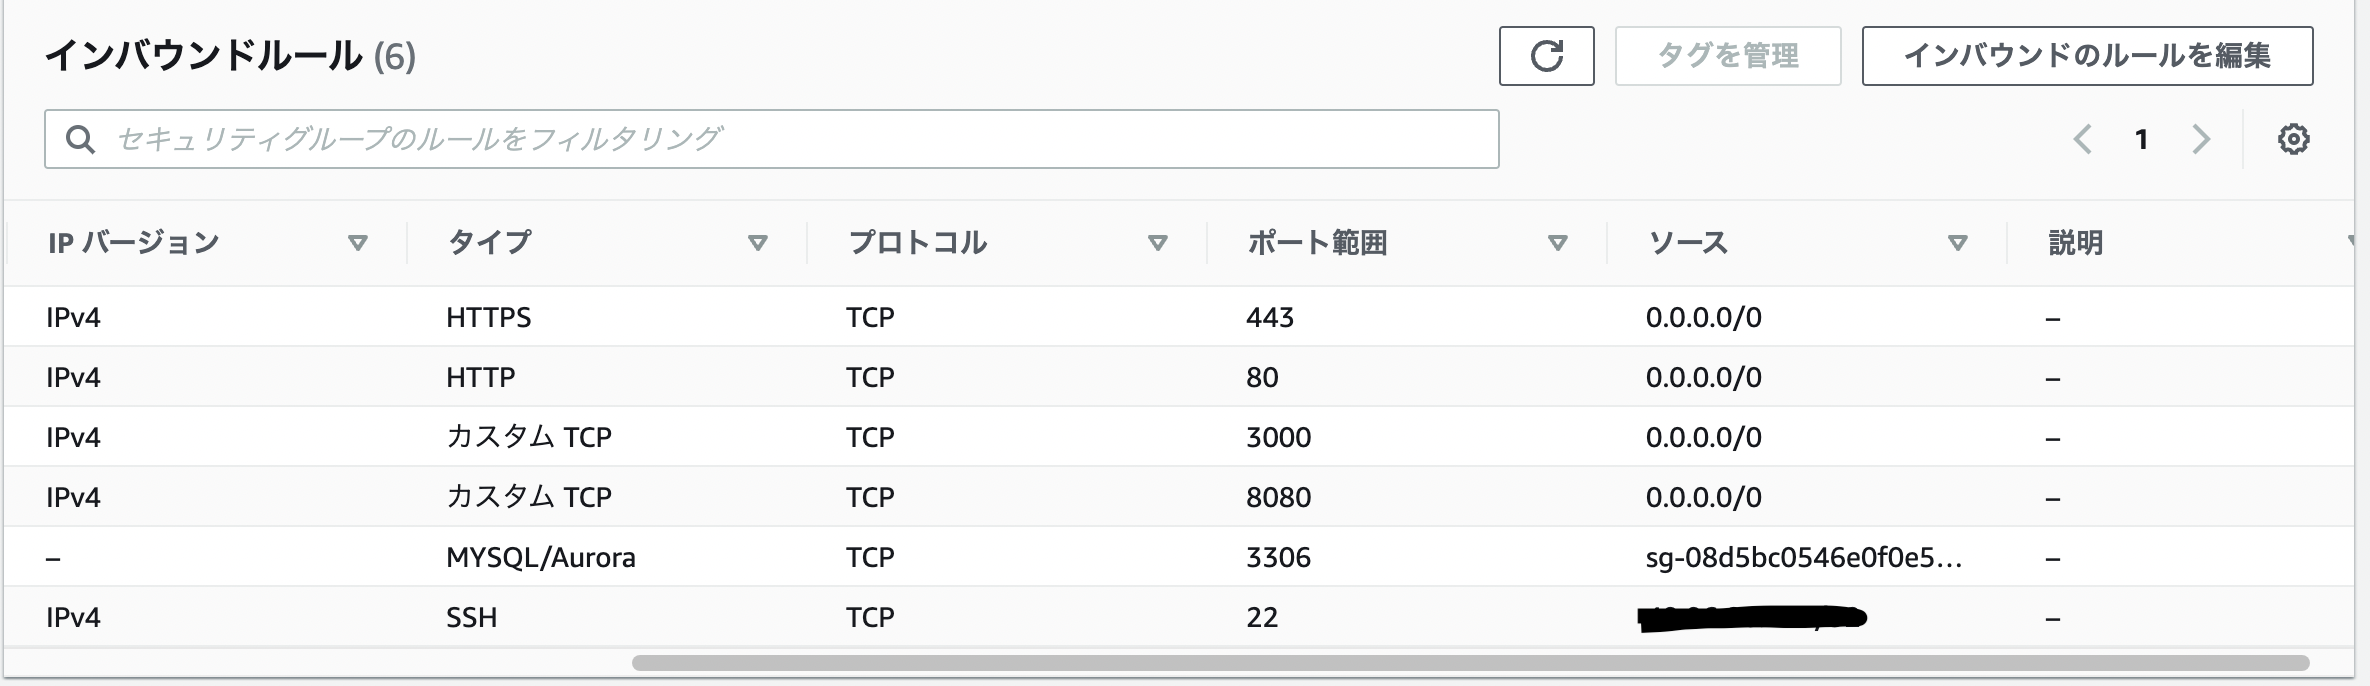 インバウンドルール (6)
タグを管理
インバウンドのルールを編集
セキュリティグループのルールをフィルタリング
1
IP バージョン タイプ プロトコル ポート範囲 ソース 説明
IPv4 HTTPS TCP 443 0.0.0.0/0 –
IPv4 HTTP TCP 80 0.0.0.0/0 –
IPv4 カスタム TCP TCP 3000 0.0.0.0/0 –
IPv4 カスタム TCP TCP 8080 0.0.0.0/0 –
– MYSQL/Aurora TCP 3306 sg-08d5bc0546e0f0e5… –
IPv4 SSH TCP 22 –